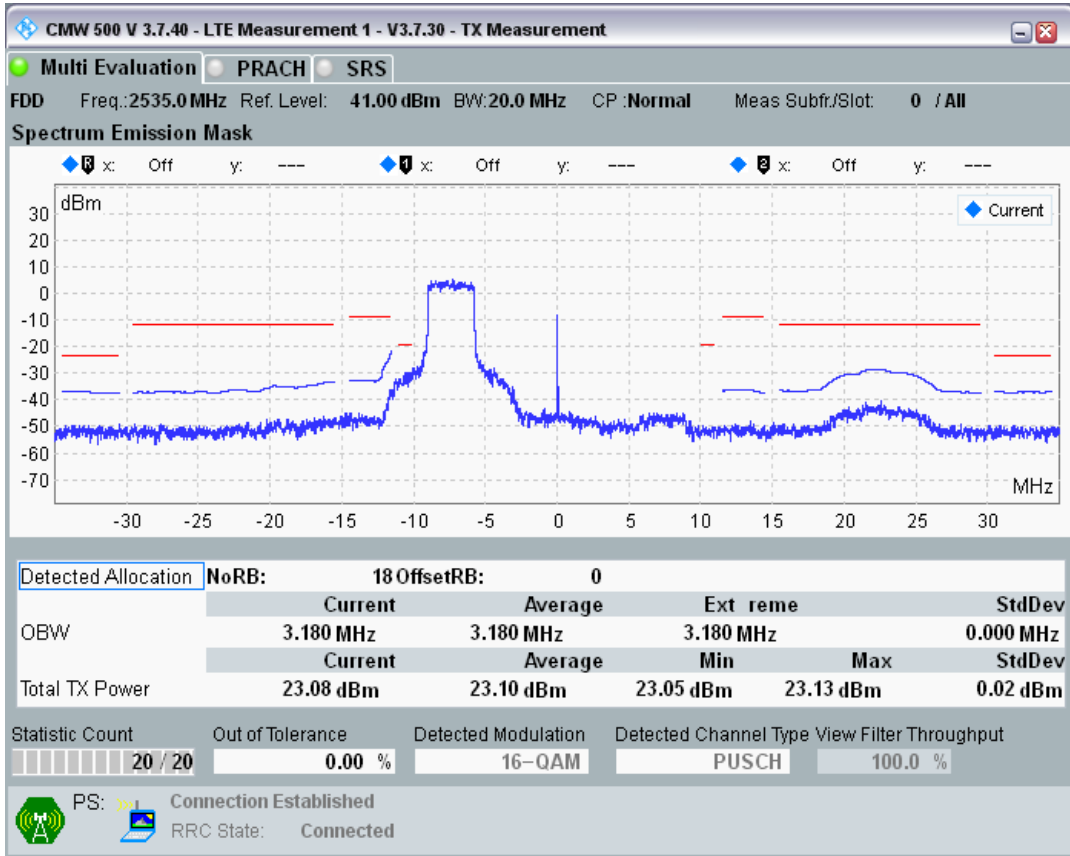 CMW 500 V 3.7.40 - LTE Measurement 1 - V3.7.30 - TX Measurement
Multi Evaluation PRACH SRS
FDD Freq.:2535.0 MHz Ref. Level: 41.00 dBm BW:20.0 MHz CP :Normal Meas Subfr./Slot: 0 / All
Spectrum Emission Mask
R x: Off y: --- 1 x: Off y: --- 2 x: Off y: ---
dBm
Current
30
20
10
0
-10
-20
-30
-40
-50
-60
-70
MHz
-30 -25 -20 -15 -10 -5 0 5 10 15 20 25 30
Detected Allocation NoRB: 18 OffsetRB: 0
Current Average Ext reme StdDev
OBW 3.180 MHz 3.180 MHz 3.180 MHz 0.000 MHz
Current Average Min Max StdDev
Total TX Power 23.08 dBm 23.10 dBm 23.05 dBm 23.13 dBm 0.02 dBm
Statistic Count Out of Tolerance Detected Modulation Detected Channel Type View Filter Throughput
20 / 20 0.00 % 16-QAM PUSCH 100.0 %
PS: Connection Established
RRC State: Connected